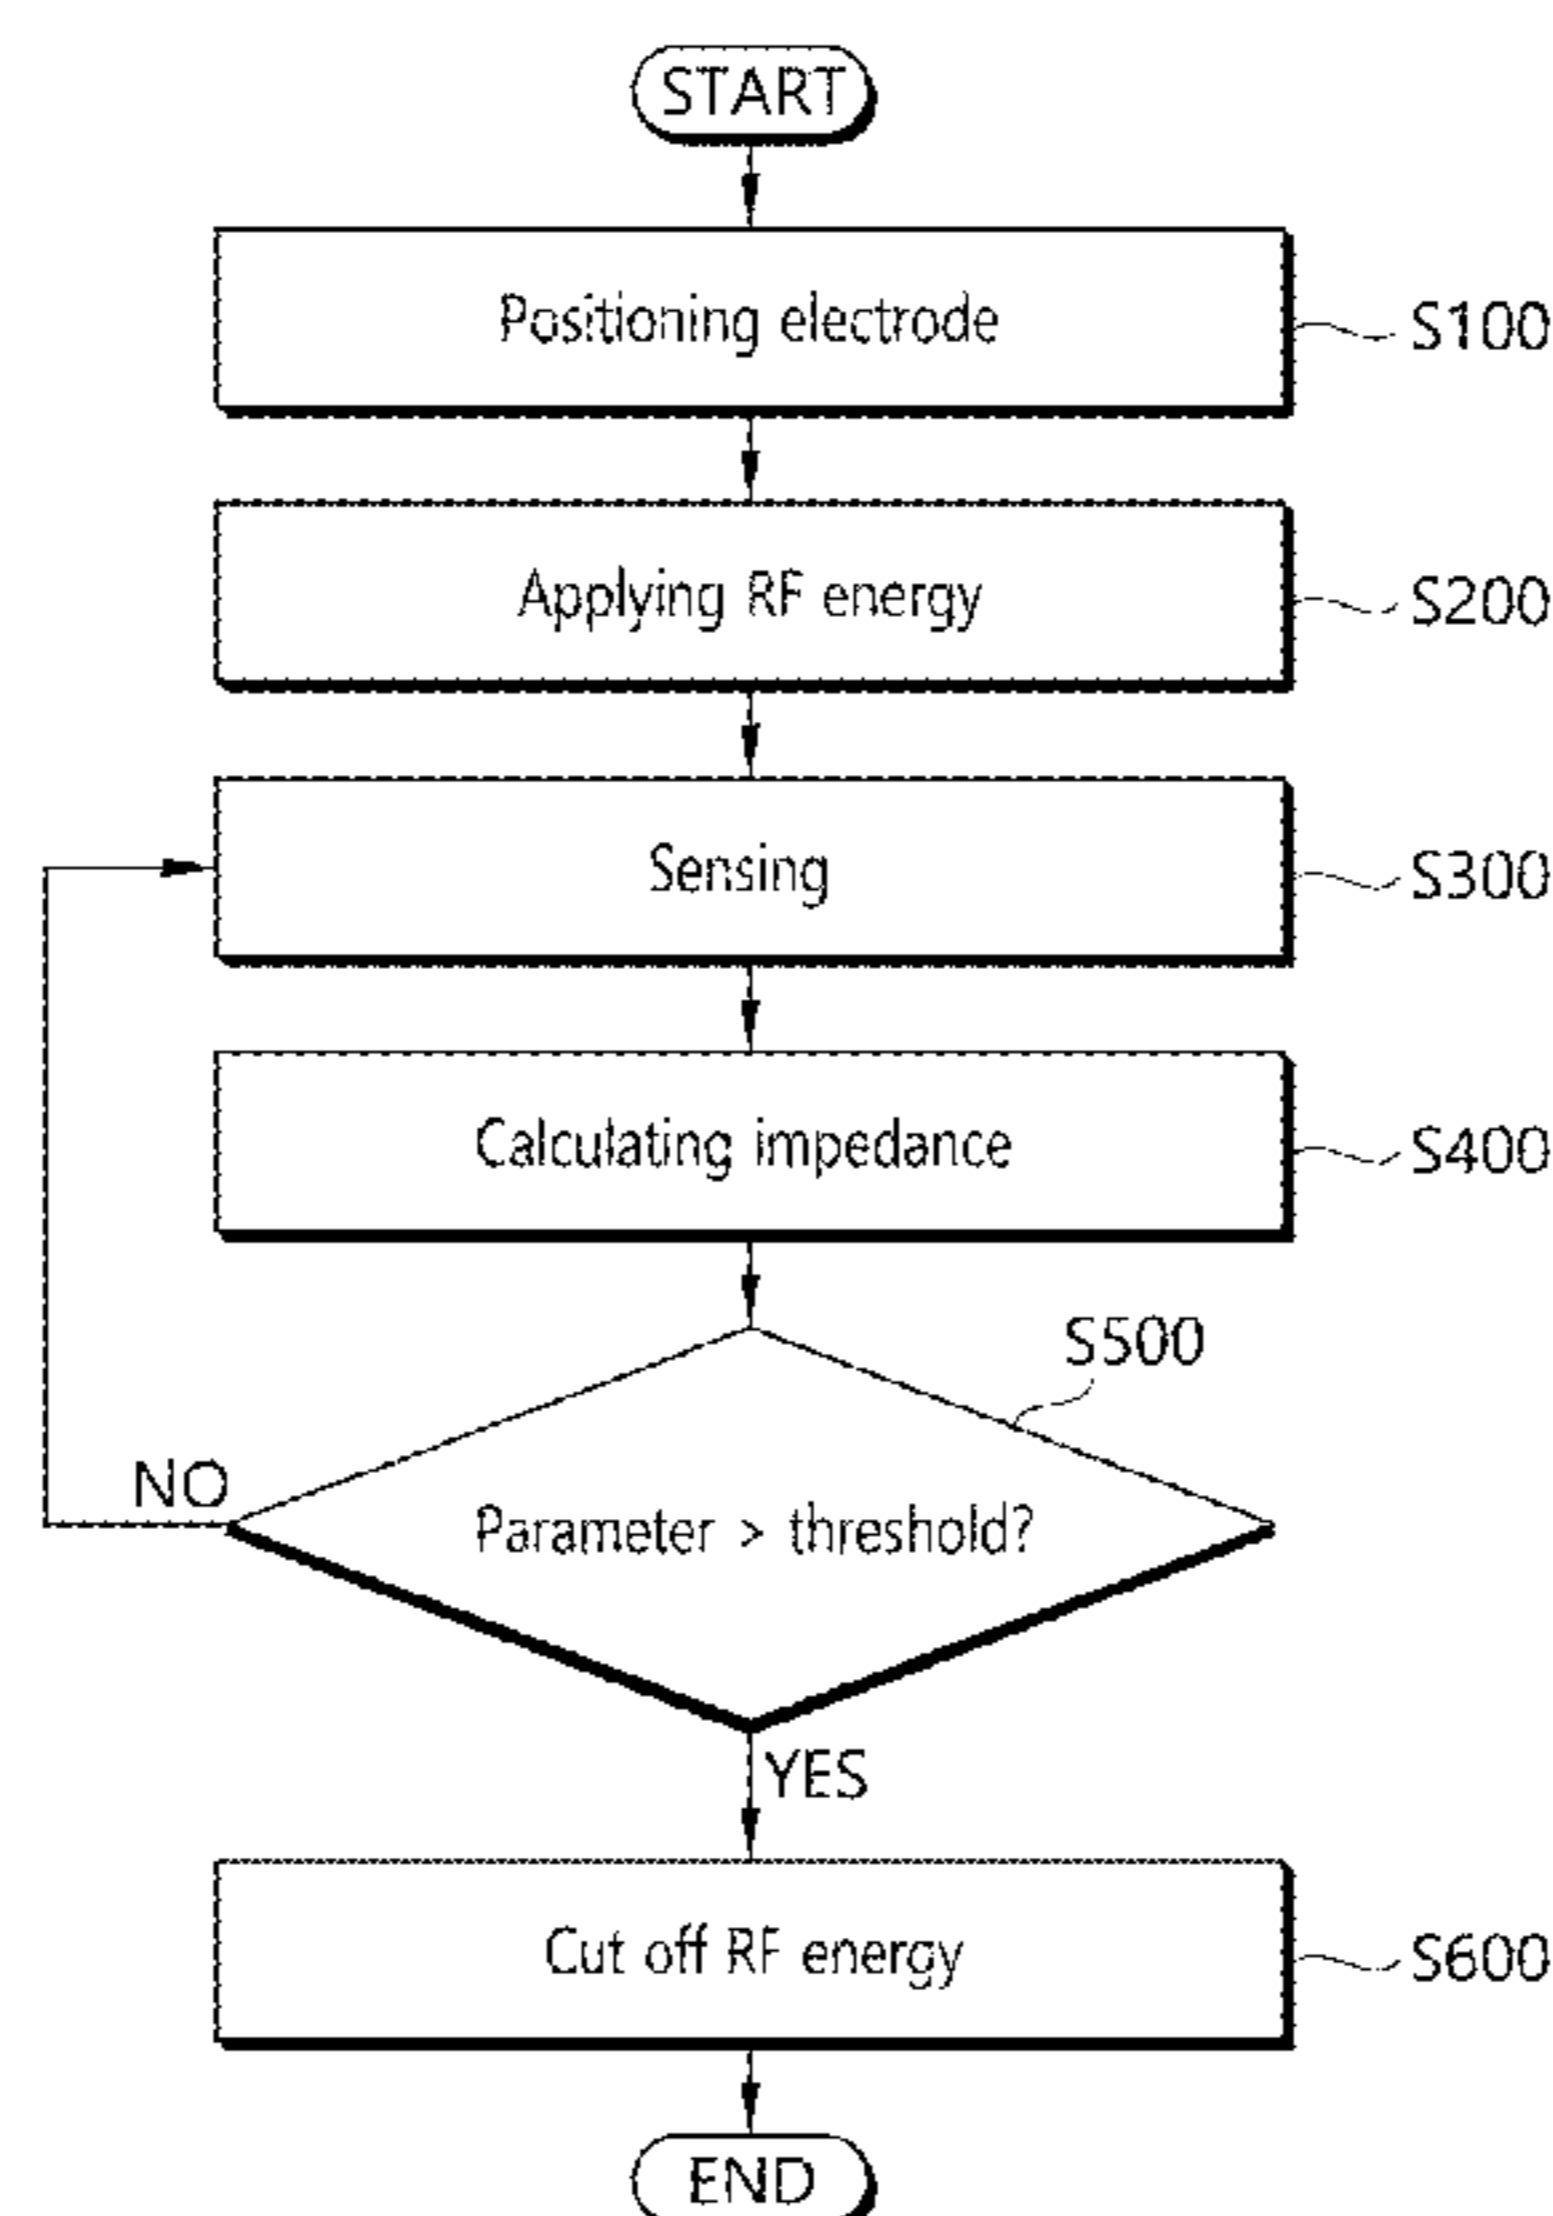 START
Positioning electrode
S100
Applying RF energy
S200
Sensing
S300
Calculating impedance
S400
S500
NO
Parameter > threshold?
YES
Cut off RF energy
S600
END